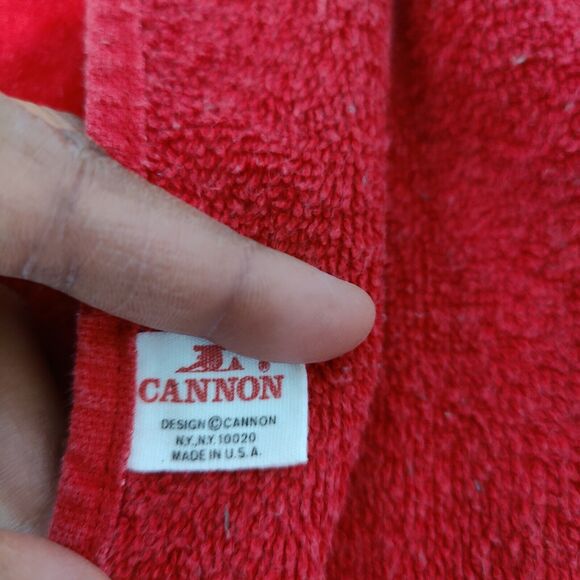 CANNON
DESIGN ©CANNON
N.Y., N.Y. 10020
MADE IN U.S.A.